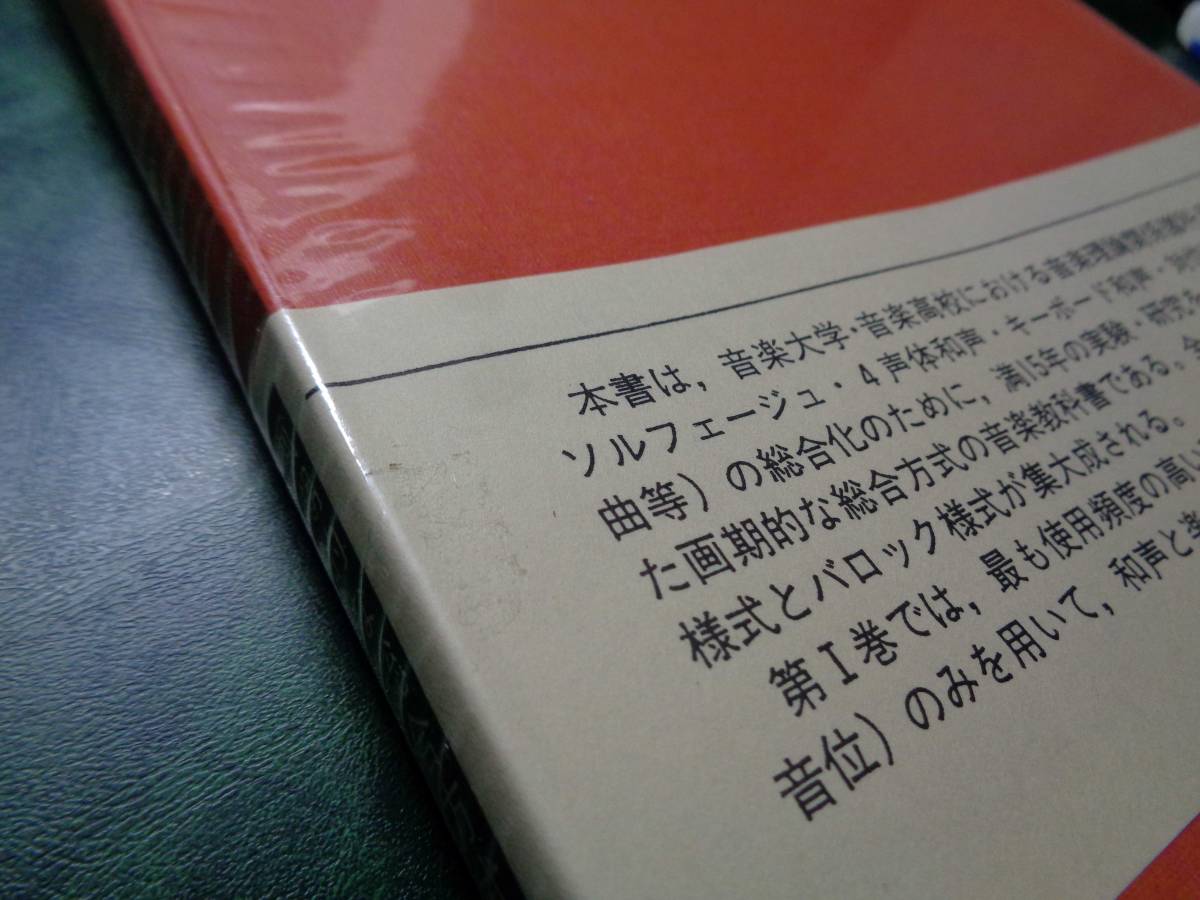 本書は，音楽大学・音楽高校における音楽理論
ソルフェージュ・4声体和声・キーボード和声・
曲等）の総合化のために，満15年の実験・研究
た画期的な総合方式の音楽教科書である。
様式とバロック様式が集大成される。
第Ⅰ巻では，最も使用頻度の高い
音位）のみを用いて，和声と